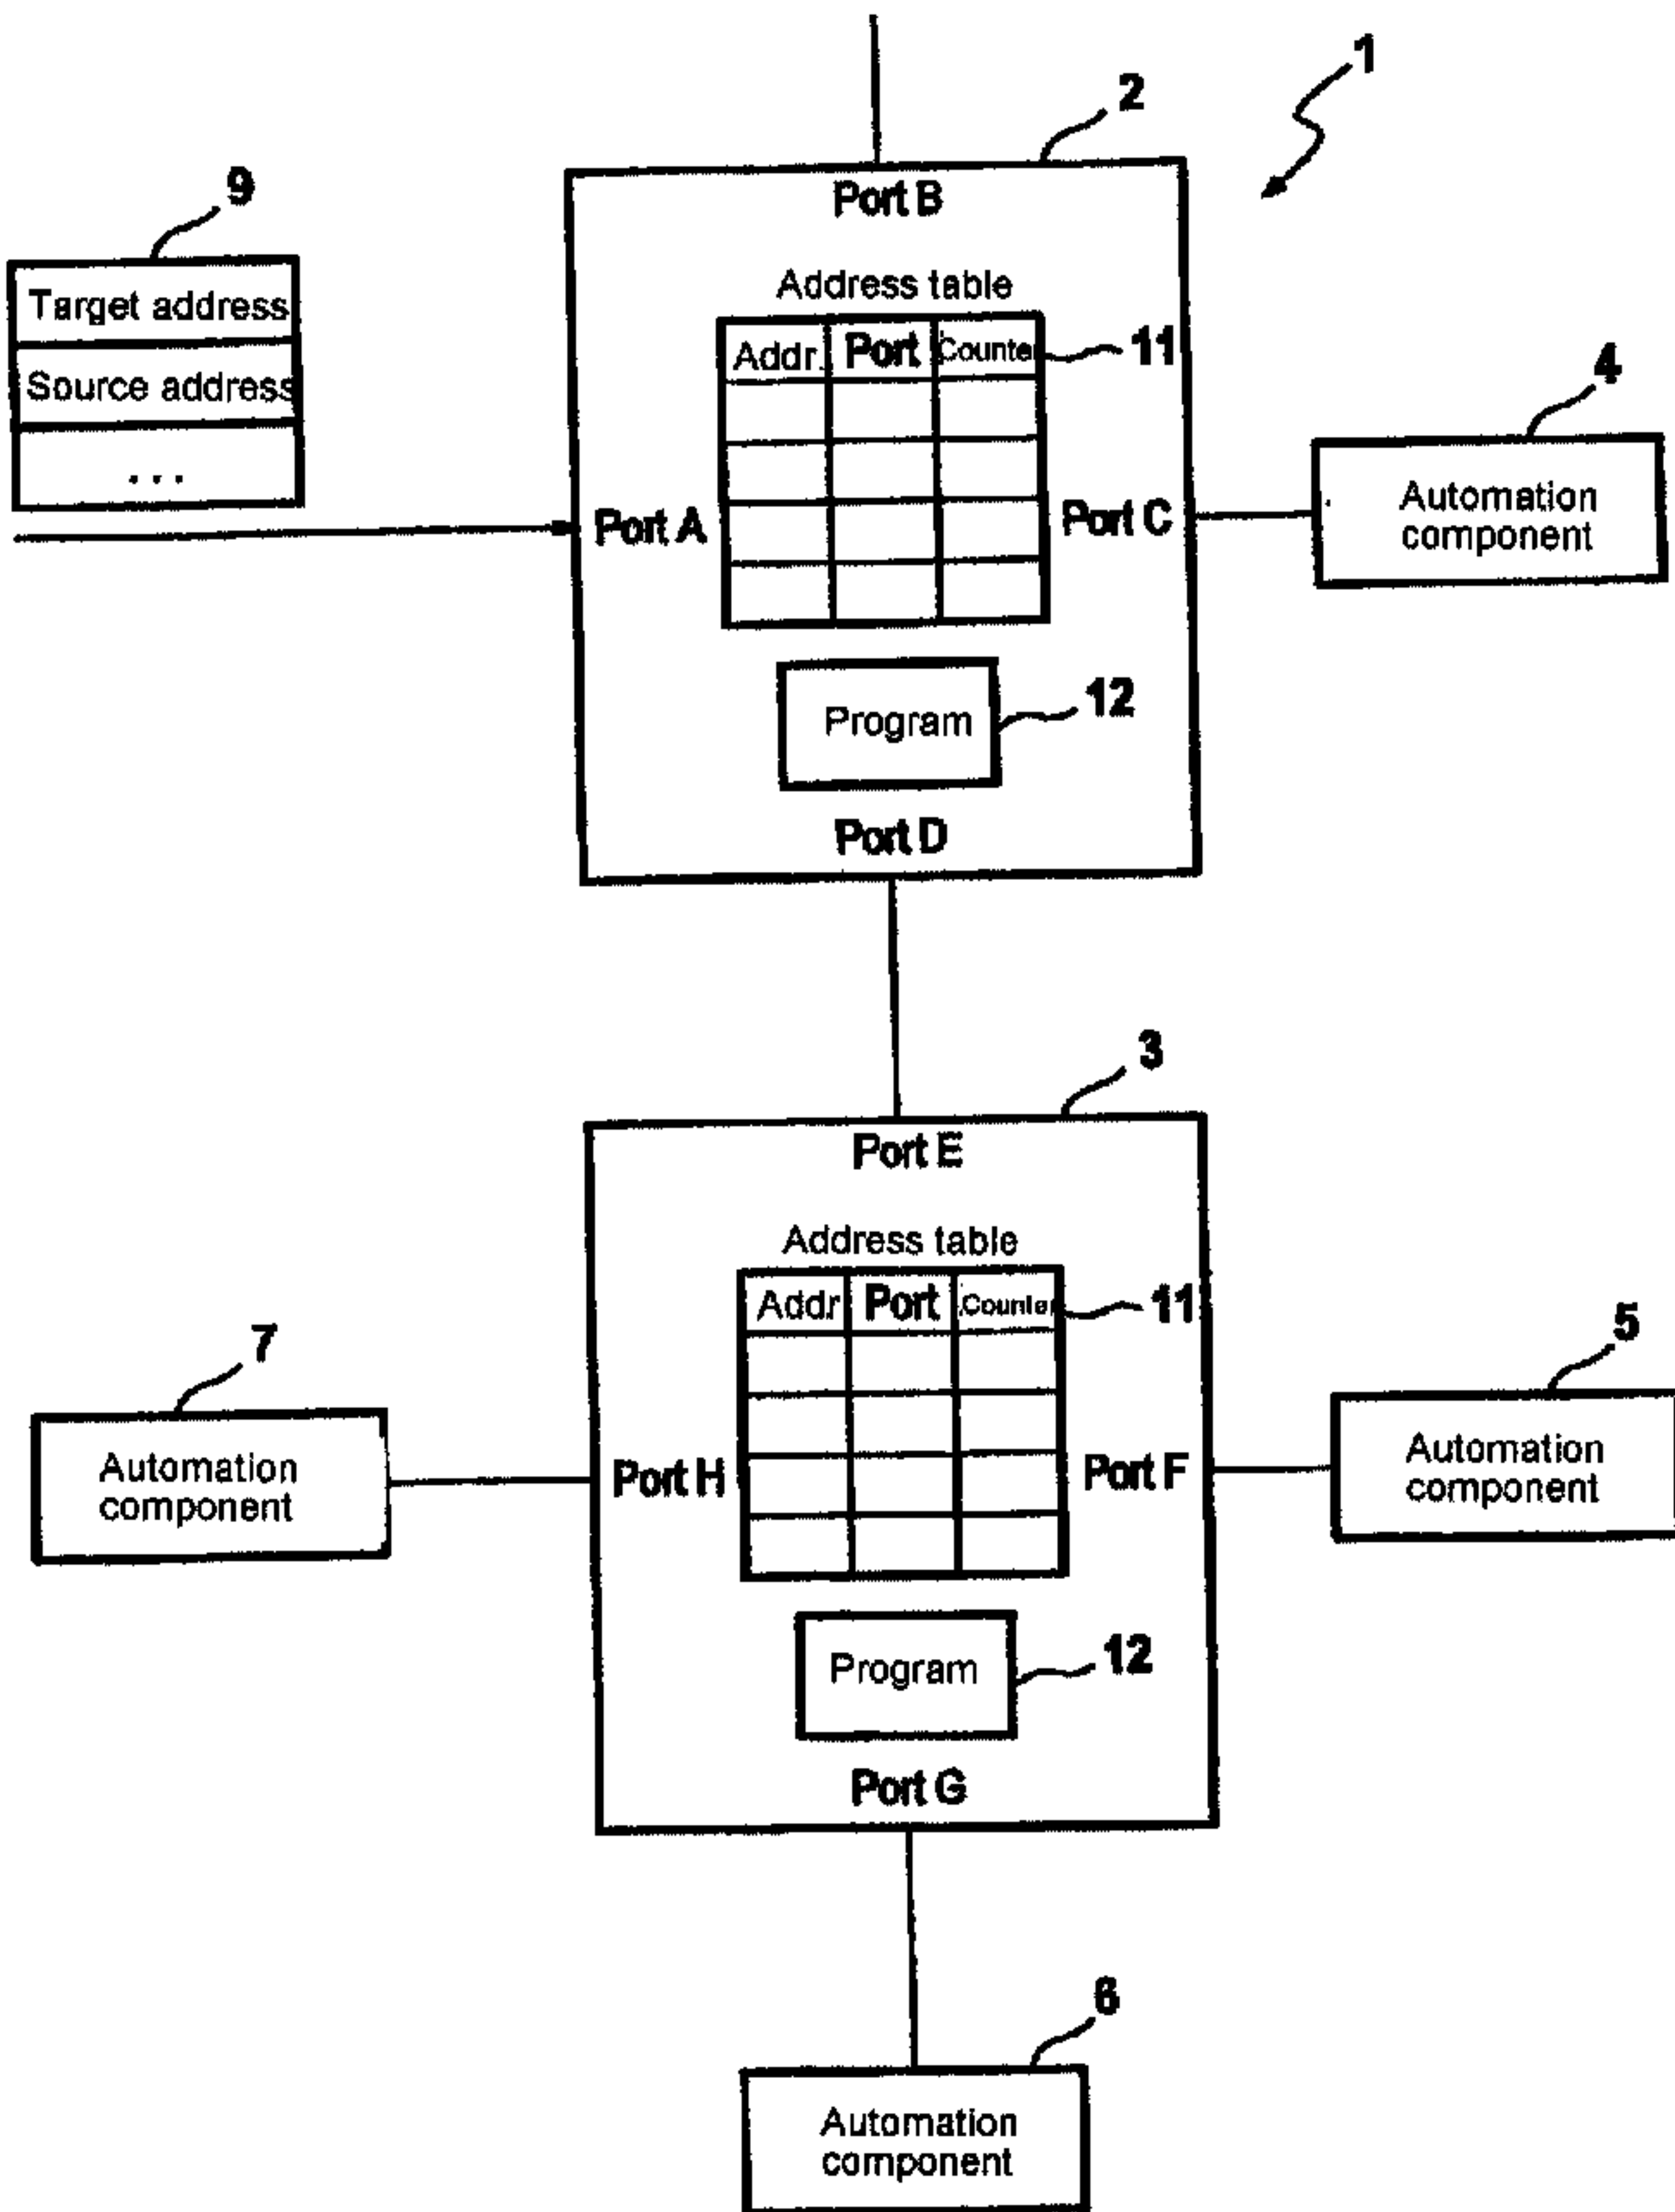 1
2
Port B
9
Target address
Source address
...
Address table
Addr. Port Counter
11
4
Automation
component
Port A
Port C
12
Program
Port D
3
Port E
Address table
Addr Port Counter
11
7
5
Automation
component
Port H
Port F
Automation
component
12
Program
Port G
6
Automation
component